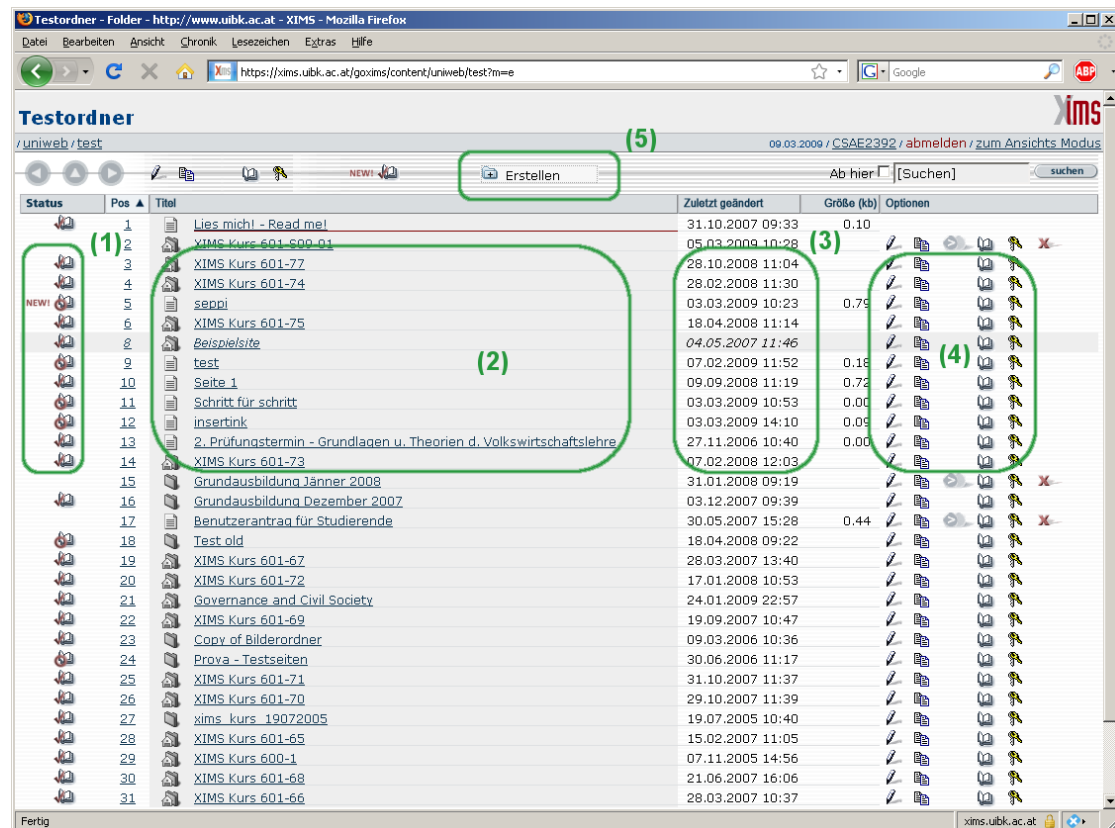 Testordner - Folder - http://www.uibk.ac.at - XIMS - Mozilla Firefox
Datei Bearbeiten Ansicht Chronik Lesezeichen Extras Hilfe
XIMS https://xims.uibk.ac.at/goxims/content/uniweb/test?m=e G Google ABP
Testordner XIMS
/ uniweb / test (5) 09.03.2009 / CSAE2392 / abmelden / zum Ansichts Modus
NEW! Erstellen Ab hier [Suchen] suchen
Status Pos ▲ Titel Zuletzt geändert Größe (kb) Optionen
1 Lies mich! - Read me! 31.10.2007 09:33 0.10
(1) 2 XIMS Kurs 601-S09-01 05.03.2009 10:28 (3)
3 XIMS Kurs 601-77 28.10.2008 11:04
4 XIMS Kurs 601-74 28.02.2008 11:30
NEW! 5 seppi 03.03.2009 10:23 0.79
6 XIMS Kurs 601-75 18.04.2008 11:14
8 Beispielsite 04.05.2007 11:46
9 test (2) 07.02.2009 11:52 0.18 (4)
10 Seite 1 09.09.2008 11:19 0.72
11 Schritt für schritt 03.03.2009 10:53 0.00
12 insertink 03.03.2009 14:10 0.09
13 2. Prüfungstermin - Grundlagen u. Theorien d. Volkswirtschaftslehre 27.11.2006 10:40 0.00
14 XIMS Kurs 601-73 07.02.2008 12:03
15 Grundausbildung Jänner 2008 31.01.2008 09:19
16 Grundausbildung Dezember 2007 03.12.2007 09:39
17 Benutzerantrag für Studierende 30.05.2007 15:28 0.44
18 Test old 18.04.2008 09:22
19 XIMS Kurs 601-67 28.03.2007 13:40
20 XIMS Kurs 601-72 17.01.2008 10:53
21 Governance and Civil Society 24.01.2009 22:57
22 XIMS Kurs 601-69 19.09.2007 10:47
23 Copy of Bilderordner 09.03.2006 10:36
24 Prova - Testseiten 30.06.2006 11:17
25 XIMS Kurs 601-71 31.10.2007 11:37
26 XIMS Kurs 601-70 29.10.2007 11:39
27 xims_kurs_19072005 19.07.2005 10:40
28 XIMS Kurs 601-65 15.02.2007 11:05
29 XIMS Kurs 600-1 07.11.2005 14:56
30 XIMS Kurs 601-68 21.06.2007 16:06
31 XIMS Kurs 601-66 28.03.2007 10:37
Fertig xims.uibk.ac.at